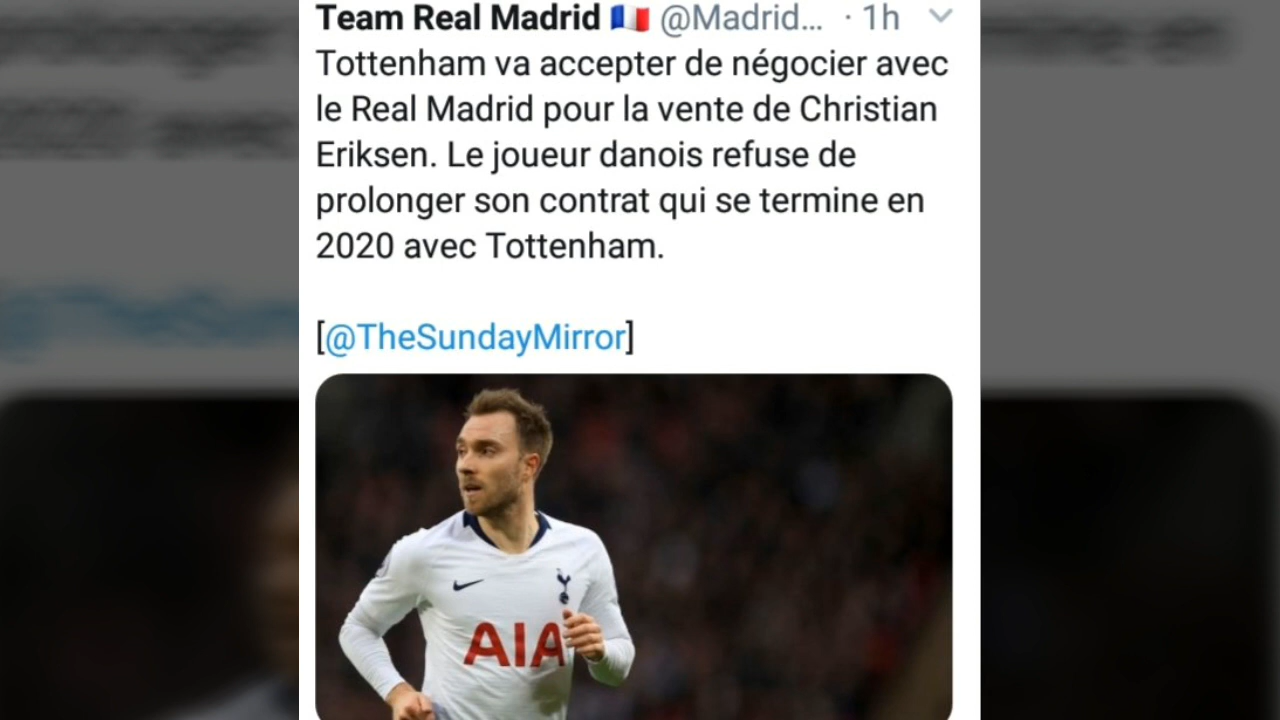 Team Real Madrid 🇫🇷 @Madrid... · 1h
Tottenham va accepter de négocier avec
le Real Madrid pour la vente de Christian
Eriksen. Le joueur danois refuse de
prolonger son contrat qui se termine en
2020 avec Tottenham.
[@TheSundayMirror]
AIA